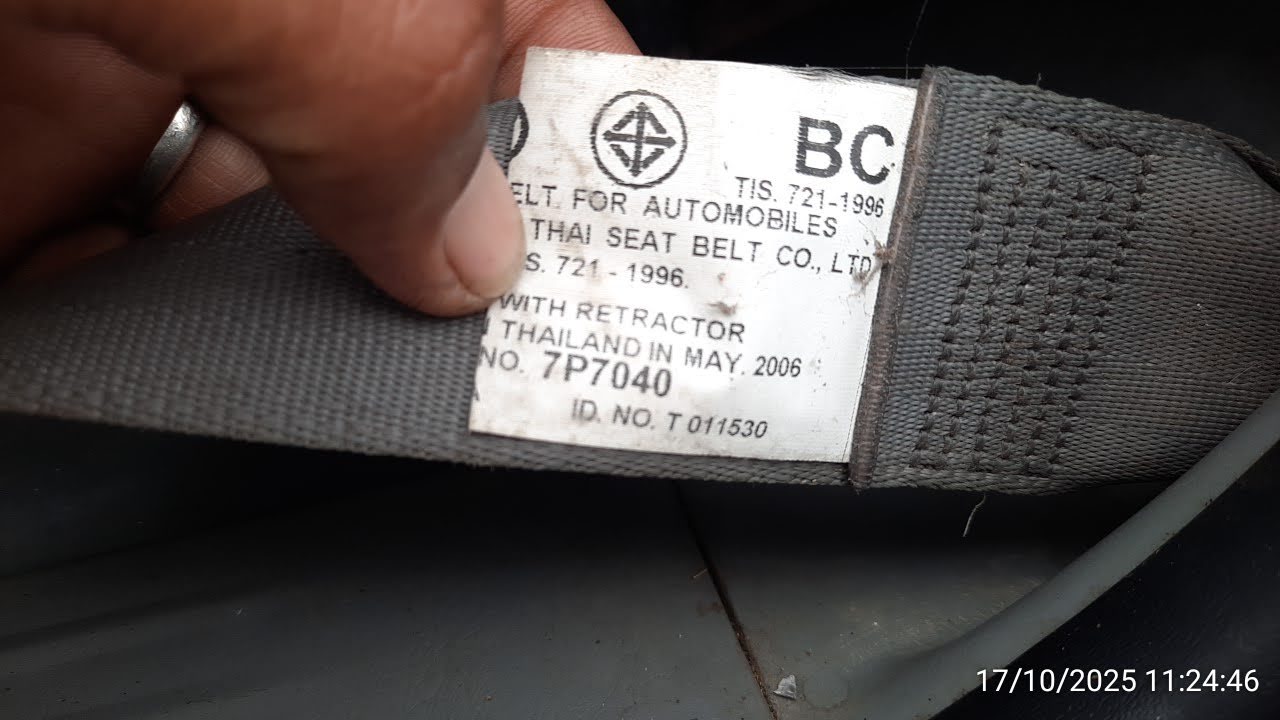 BC
TIS. 721-1996
ELT. FOR AUTOMOBILES
THAI SEAT BELT CO., LTD
S. 721 - 1996.
WITH RETRACTOR
THAILAND IN MAY. 2006
NO. 7P7040
ID. NO. T 011530
17/10/2025 11:24:46